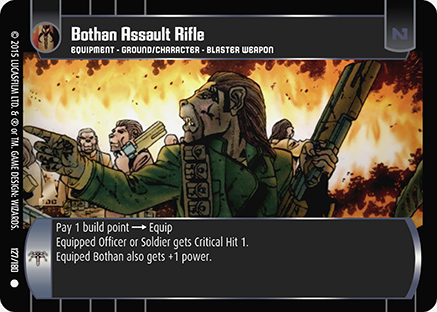 Bothan Assault Rifle
N
EQUIPMENT - GROUND/CHARACTER - BLASTER WEAPON
© 2015 LUCASFILM LTD. & ® or TM. GAME DESIGN: WIZARDS.
127/180
Pay 1 build point → Equip
Equipped Officer or Soldier gets Critical Hit 1.
Equiped Bothan also gets +1 power.